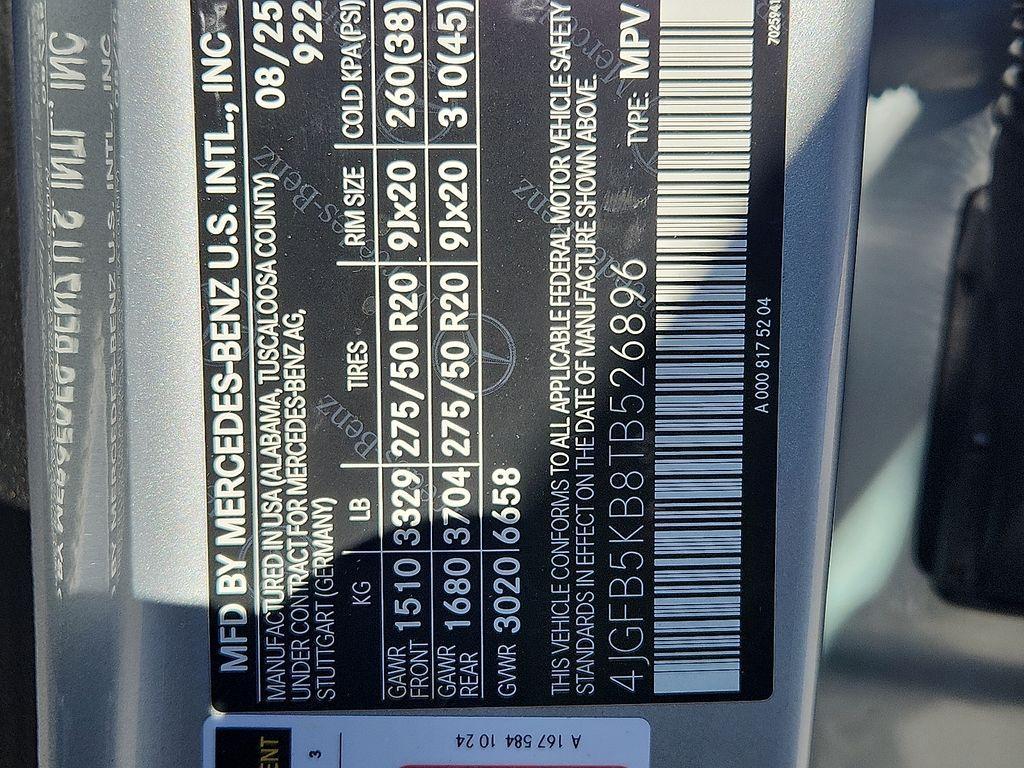 MFD BY MERCEDES-BENZ U.S. INTL., INC
MANUFACTURED IN USA (ALABAMA, TUSCALOOSA COUNTY) 08/25
UNDER CONTRACT FOR MERCEDES-BENZ AG, 922
STUTTGART (GERMANY)
KG LB TIRES RIM SIZE COLD KPA(PSI)
GAWR FRONT 1510 3329 275/50 R20 9Jx20 260(38)
GAWR REAR 1680 3704 275/50 R20 9Jx20 310(45)
GVWR 3020 6658
THIS VEHICLE CONFORMS TO ALL APPLICABLE FEDERAL MOTOR VEHICLE SAFETY
STANDARDS IN EFFECT ON THE DATE OF MANUFACTURE SHOWN ABOVE.
4JGFB5KB8TB526896 TYPE: MPV
A 000 817 52 04
A 167 584 10 24
3